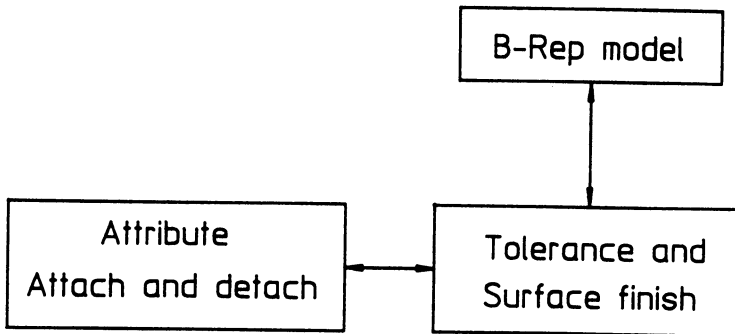 B-Rep model
Attribute
Attach and detach
Tolerance and
Surface finish